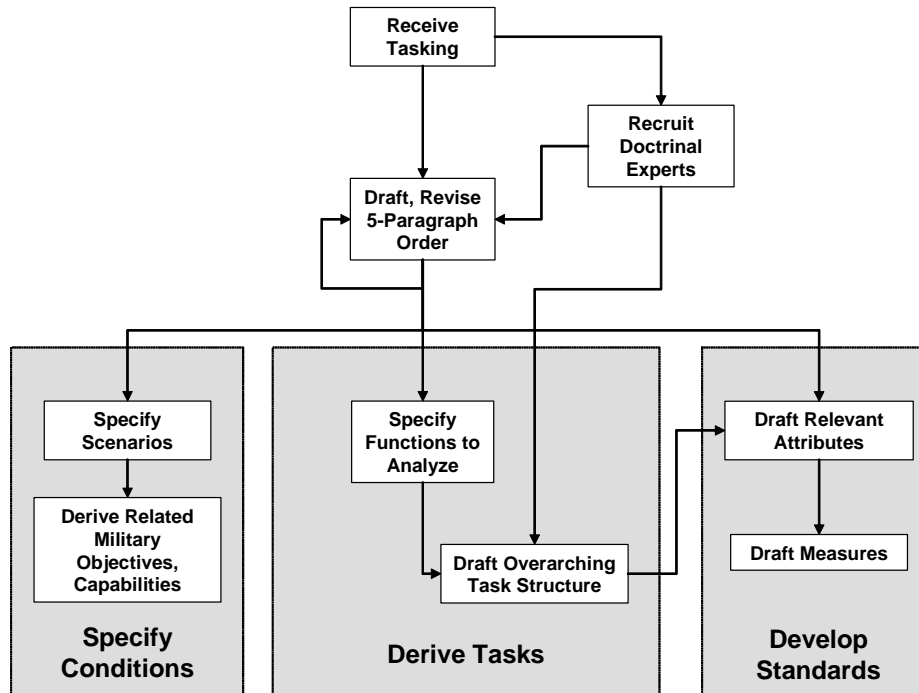 Receive
Tasking
Recruit
Doctrinal
Experts
Draft, Revise
5-Paragraph
Order
Specify
Scenarios
Derive Related
Military
Objectives,
Capabilities
Specify
Conditions
Specify
Functions to
Analyze
Draft Overarching
Task Structure
Derive Tasks
Draft Relevant
Attributes
Draft Measures
Develop
Standards